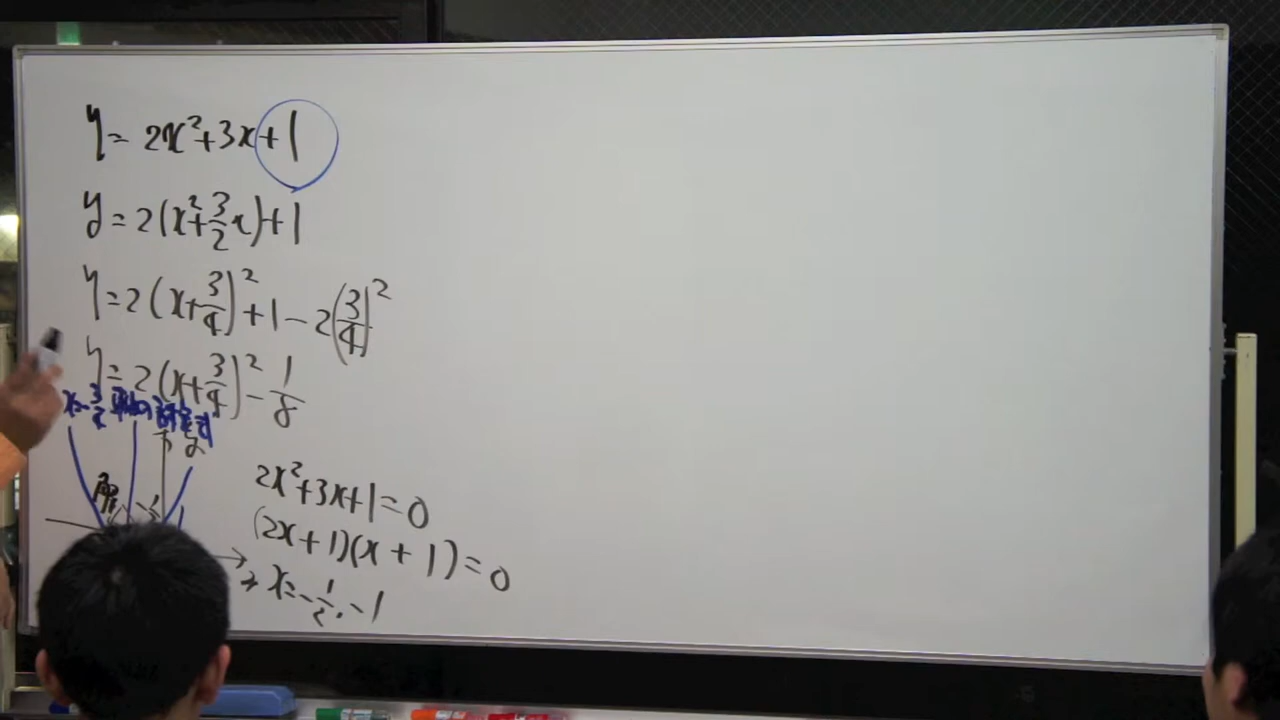 y = 2x² + 3x + 1
y = 2(x² + 3/2 x) + 1
y = 2(x + 3/4)² + 1 - 2(3/4)²
y = 2(x + 3/4)² - 1/8
y
2x² + 3x + 1 = 0
(2x + 1)(x + 1) = 0
x = -1/2, -1